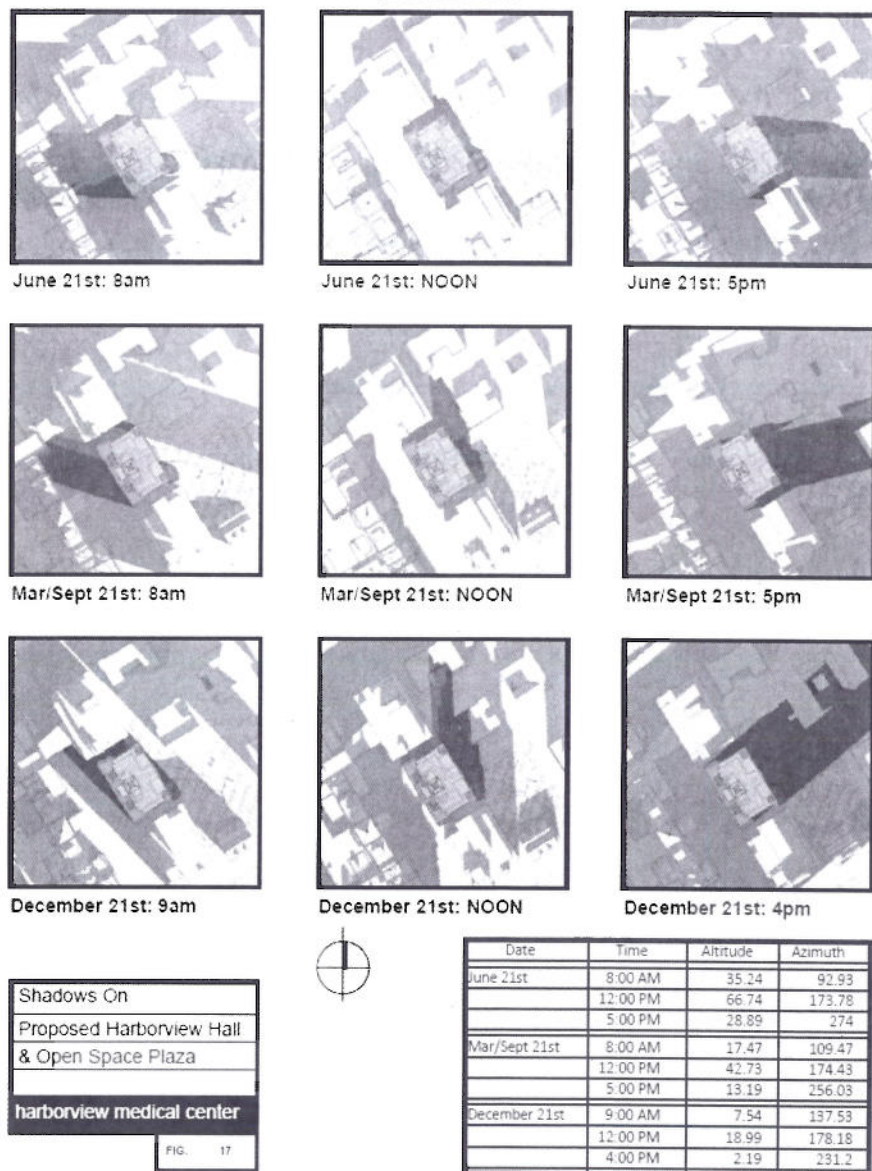 June 21st: 8am
June 21st: NOON
June 21st: 5pm
Mar/Sept 21st: 8am
Mar/Sept 21st: NOON
Mar/Sept 21st: 5pm
December 21st: 9am
December 21st: NOON
December 21st: 4pm
Shadows On
Proposed Harborview Hall
& Open Space Plaza
harborview medical center
FIG. 17
Date Time Altitude Azimuth
June 21st 8:00 AM 35.24 92.93
12:00 PM 66.74 173.78
5:00 PM 28.89 274
Mar/Sept 21st 8:00 AM 17.47 109.47
12:00 PM 42.73 174.43
5:00 PM 13.19 256.03
December 21st 9:00 AM 7.54 137.53
12:00 PM 18.99 178.18
4:00 PM 2.19 231.2